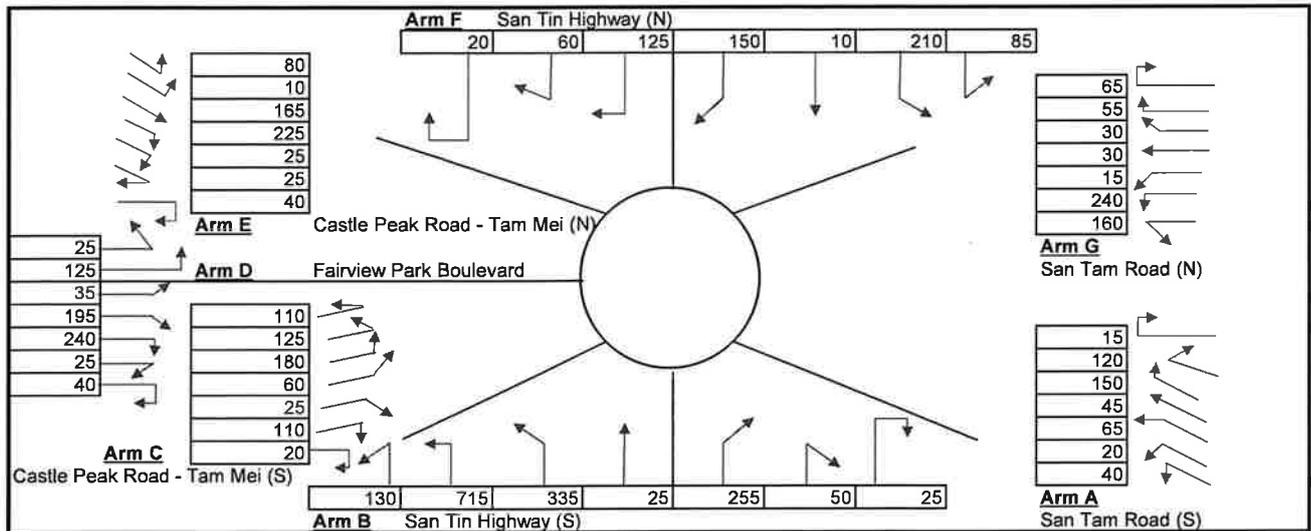 Arm F San Tin Highway (N)
20 60 125 150 10 210 85
80
10
165
225
25
25
40
Arm E Castle Peak Road - Tam Mei (N)
65
55
30
30
15
240
160
Arm G
San Tam Road (N)
25
125
35
195
240
25
40
Arm D Fairview Park Boulevard
110
125
180
60
25
110
20
Arm C
Castle Peak Road - Tam Mei (S)
15
120
150
45
65
20
40
Arm A
San Tam Road (S)
130 715 335 25 255 50 25
Arm B San Tin Highway (S)